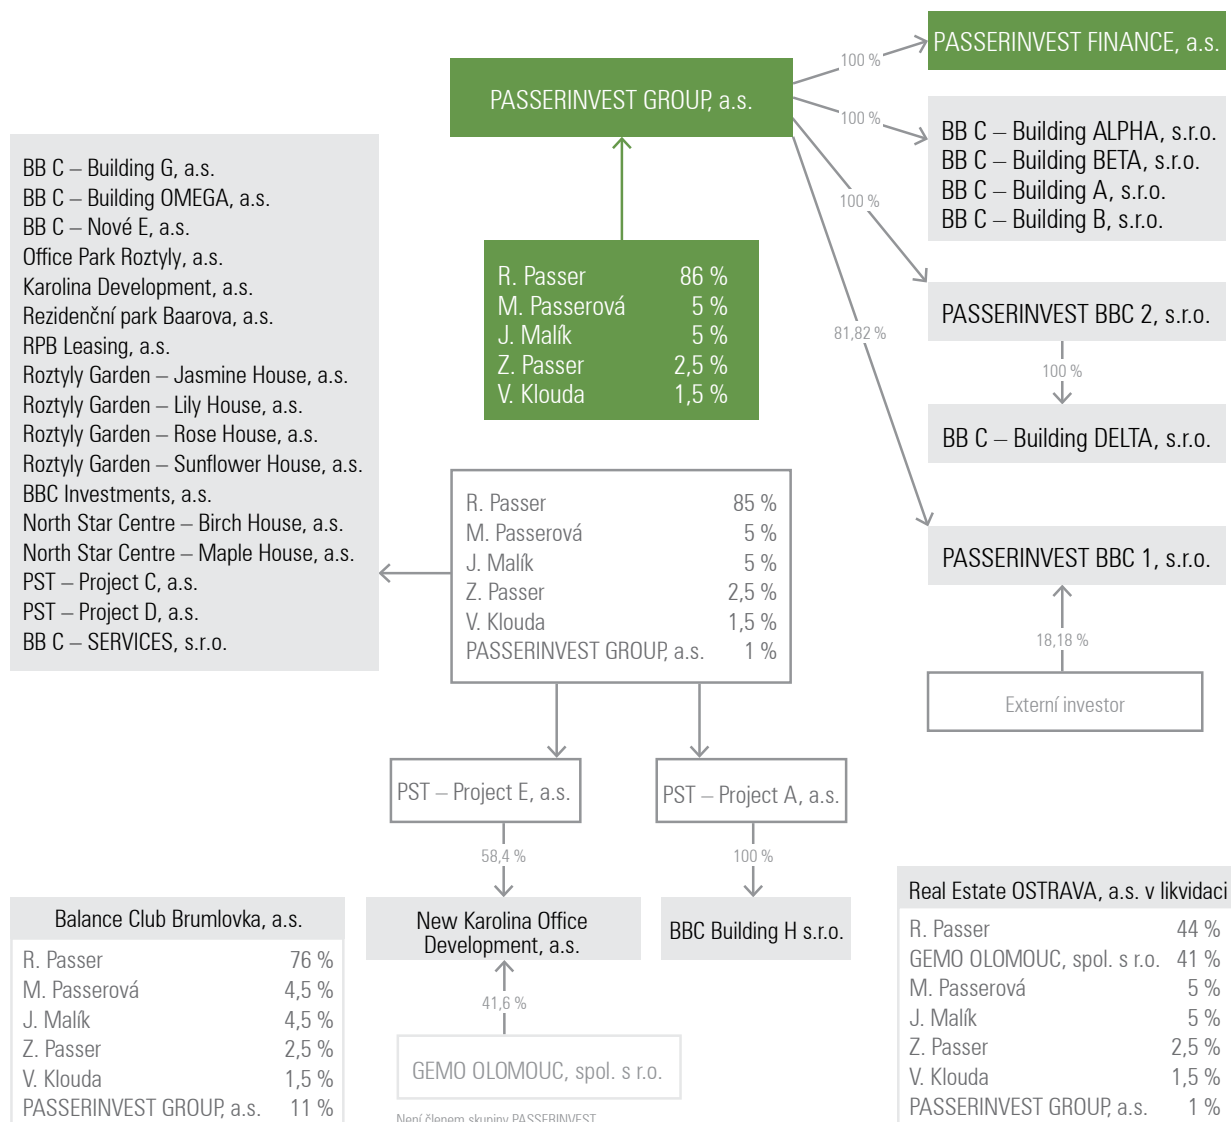 PASSERINVEST GROUP, a.s.
100 %
PASSERINVEST FINANCE, a.s.
100 %
BB C – Building ALPHA, s.r.o.
BB C – Building BETA, s.r.o.
BB C – Building A, s.r.o.
BB C – Building B, s.r.o.
100 %
PASSERINVEST BBC 2, s.r.o.
100 %
BB C – Building DELTA, s.r.o.
81,82 %
PASSERINVEST BBC 1, s.r.o.
18,18 %
Externí investor
R. Passer 86 %
M. Passerová 5 %
J. Malík 5 %
Z. Passer 2,5 %
V. Klouda 1,5 %
BB C – Building G, a.s.
BB C – Building OMEGA, a.s.
BB C – Nové E, a.s.
Office Park Roztyly, a.s.
Karolina Development, a.s.
Rezidenční park Baarova, a.s.
RPB Leasing, a.s.
Roztyly Garden – Jasmine House, a.s.
Roztyly Garden – Lily House, a.s.
Roztyly Garden – Rose House, a.s.
Roztyly Garden – Sunflower House, a.s.
BBC Investments, a.s.
North Star Centre – Birch House, a.s.
North Star Centre – Maple House, a.s.
PST – Project C, a.s.
PST – Project D, a.s.
BB C – SERVICES, s.r.o.
R. Passer 85 %
M. Passerová 5 %
J. Malík 5 %
Z. Passer 2,5 %
V. Klouda 1,5 %
PASSERINVEST GROUP, a.s. 1 %
PST – Project E, a.s.
58,4 %
New Karolina Office
Development, a.s.
41,6 %
GEMO OLOMOUC, spol. s r.o.
Není členem skupiny PASSERINVEST
PST – Project A, a.s.
100 %
BBC Building H s.r.o.
Balance Club Brumlovka, a.s.
R. Passer 76 %
M. Passerová 4,5 %
J. Malík 4,5 %
Z. Passer 2,5 %
V. Klouda 1,5 %
PASSERINVEST GROUP, a.s. 11 %
Real Estate OSTRAVA, a.s. v likvidaci
R. Passer 44 %
GEMO OLOMOUC, spol. s r.o. 41 %
M. Passerová 5 %
J. Malík 5 %
Z. Passer 2,5 %
V. Klouda 1,5 %
PASSERINVEST GROUP, a.s. 1 %